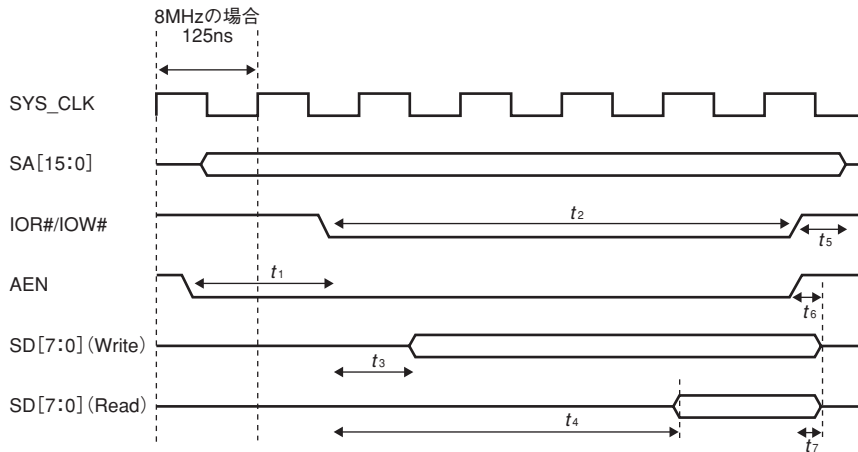 8MHzの場合
125ns
SYS_CLK
SA[15:0]
IOR#/IOW#
t2
t5
AEN
t1
t6
SD[7:0](Write)
t3
SD[7:0](Read)
t4
t7